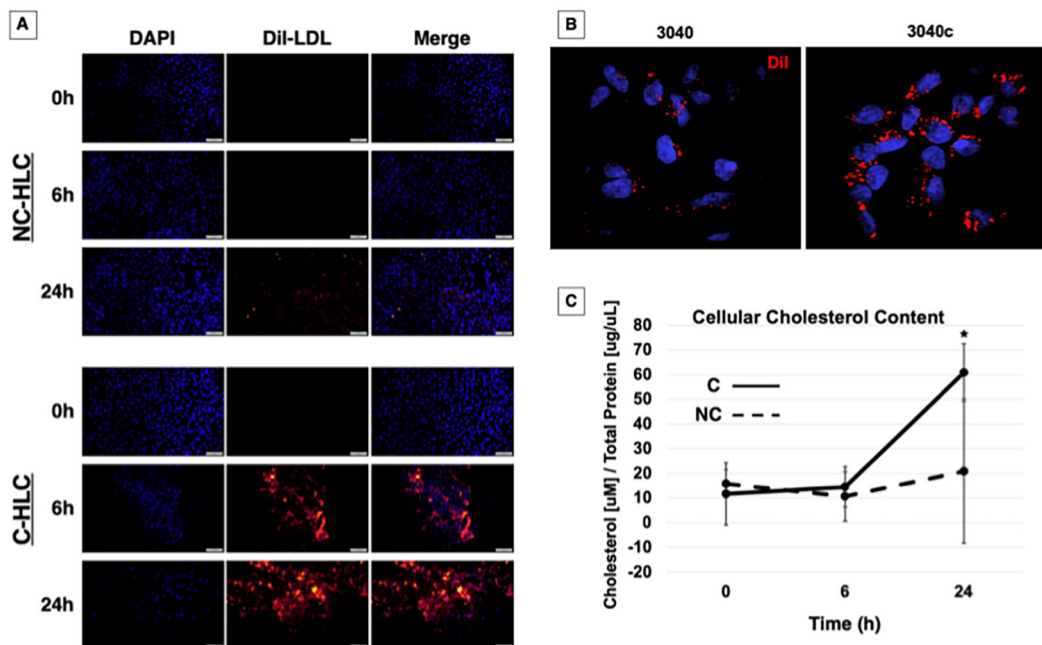 A
DAPI Dil-LDL Merge
0h
NC-HLC
6h
24h
0h
C-HLC
6h
24h
B
3040 3040c
Dil
C
Cellular Cholesterol Content
Cholesterol [uM] / Total Protein [ug/uL]
80
70
60
50
40
30
20
10
0
-10
-20
C
NC
*
0 6 24
Time (h)